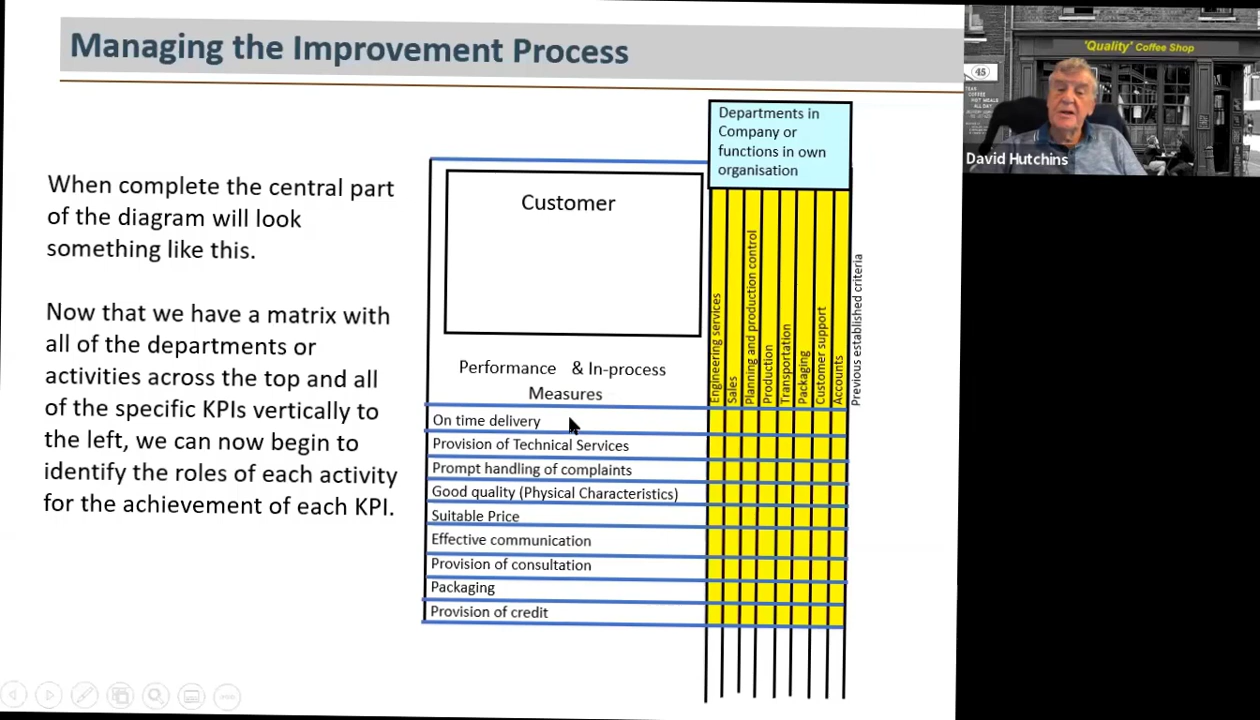 Managing the Improvement Process
When complete the central part
of the diagram will look
something like this.
Now that we have a matrix with
all of the departments or
activities across the top and all
of the specific KPIs vertically to
the left, we can now begin to
identify the roles of each activity
for the achievement of each KPI.
Customer
Performance & In-process
Measures
Departments in
Company or
functions in own
organisation
Engineering services
Sales
Planning and production control
Production
Transportation
Packaging
Customer support
Accounts
Previous established criteria
On time delivery
Provision of Technical Services
Prompt handling of complaints
Good quality (Physical Characteristics)
Suitable Price
Effective communication
Provision of consultation
Packaging
Provision of credit
'Quality' Coffee Shop
45
David Hutchins